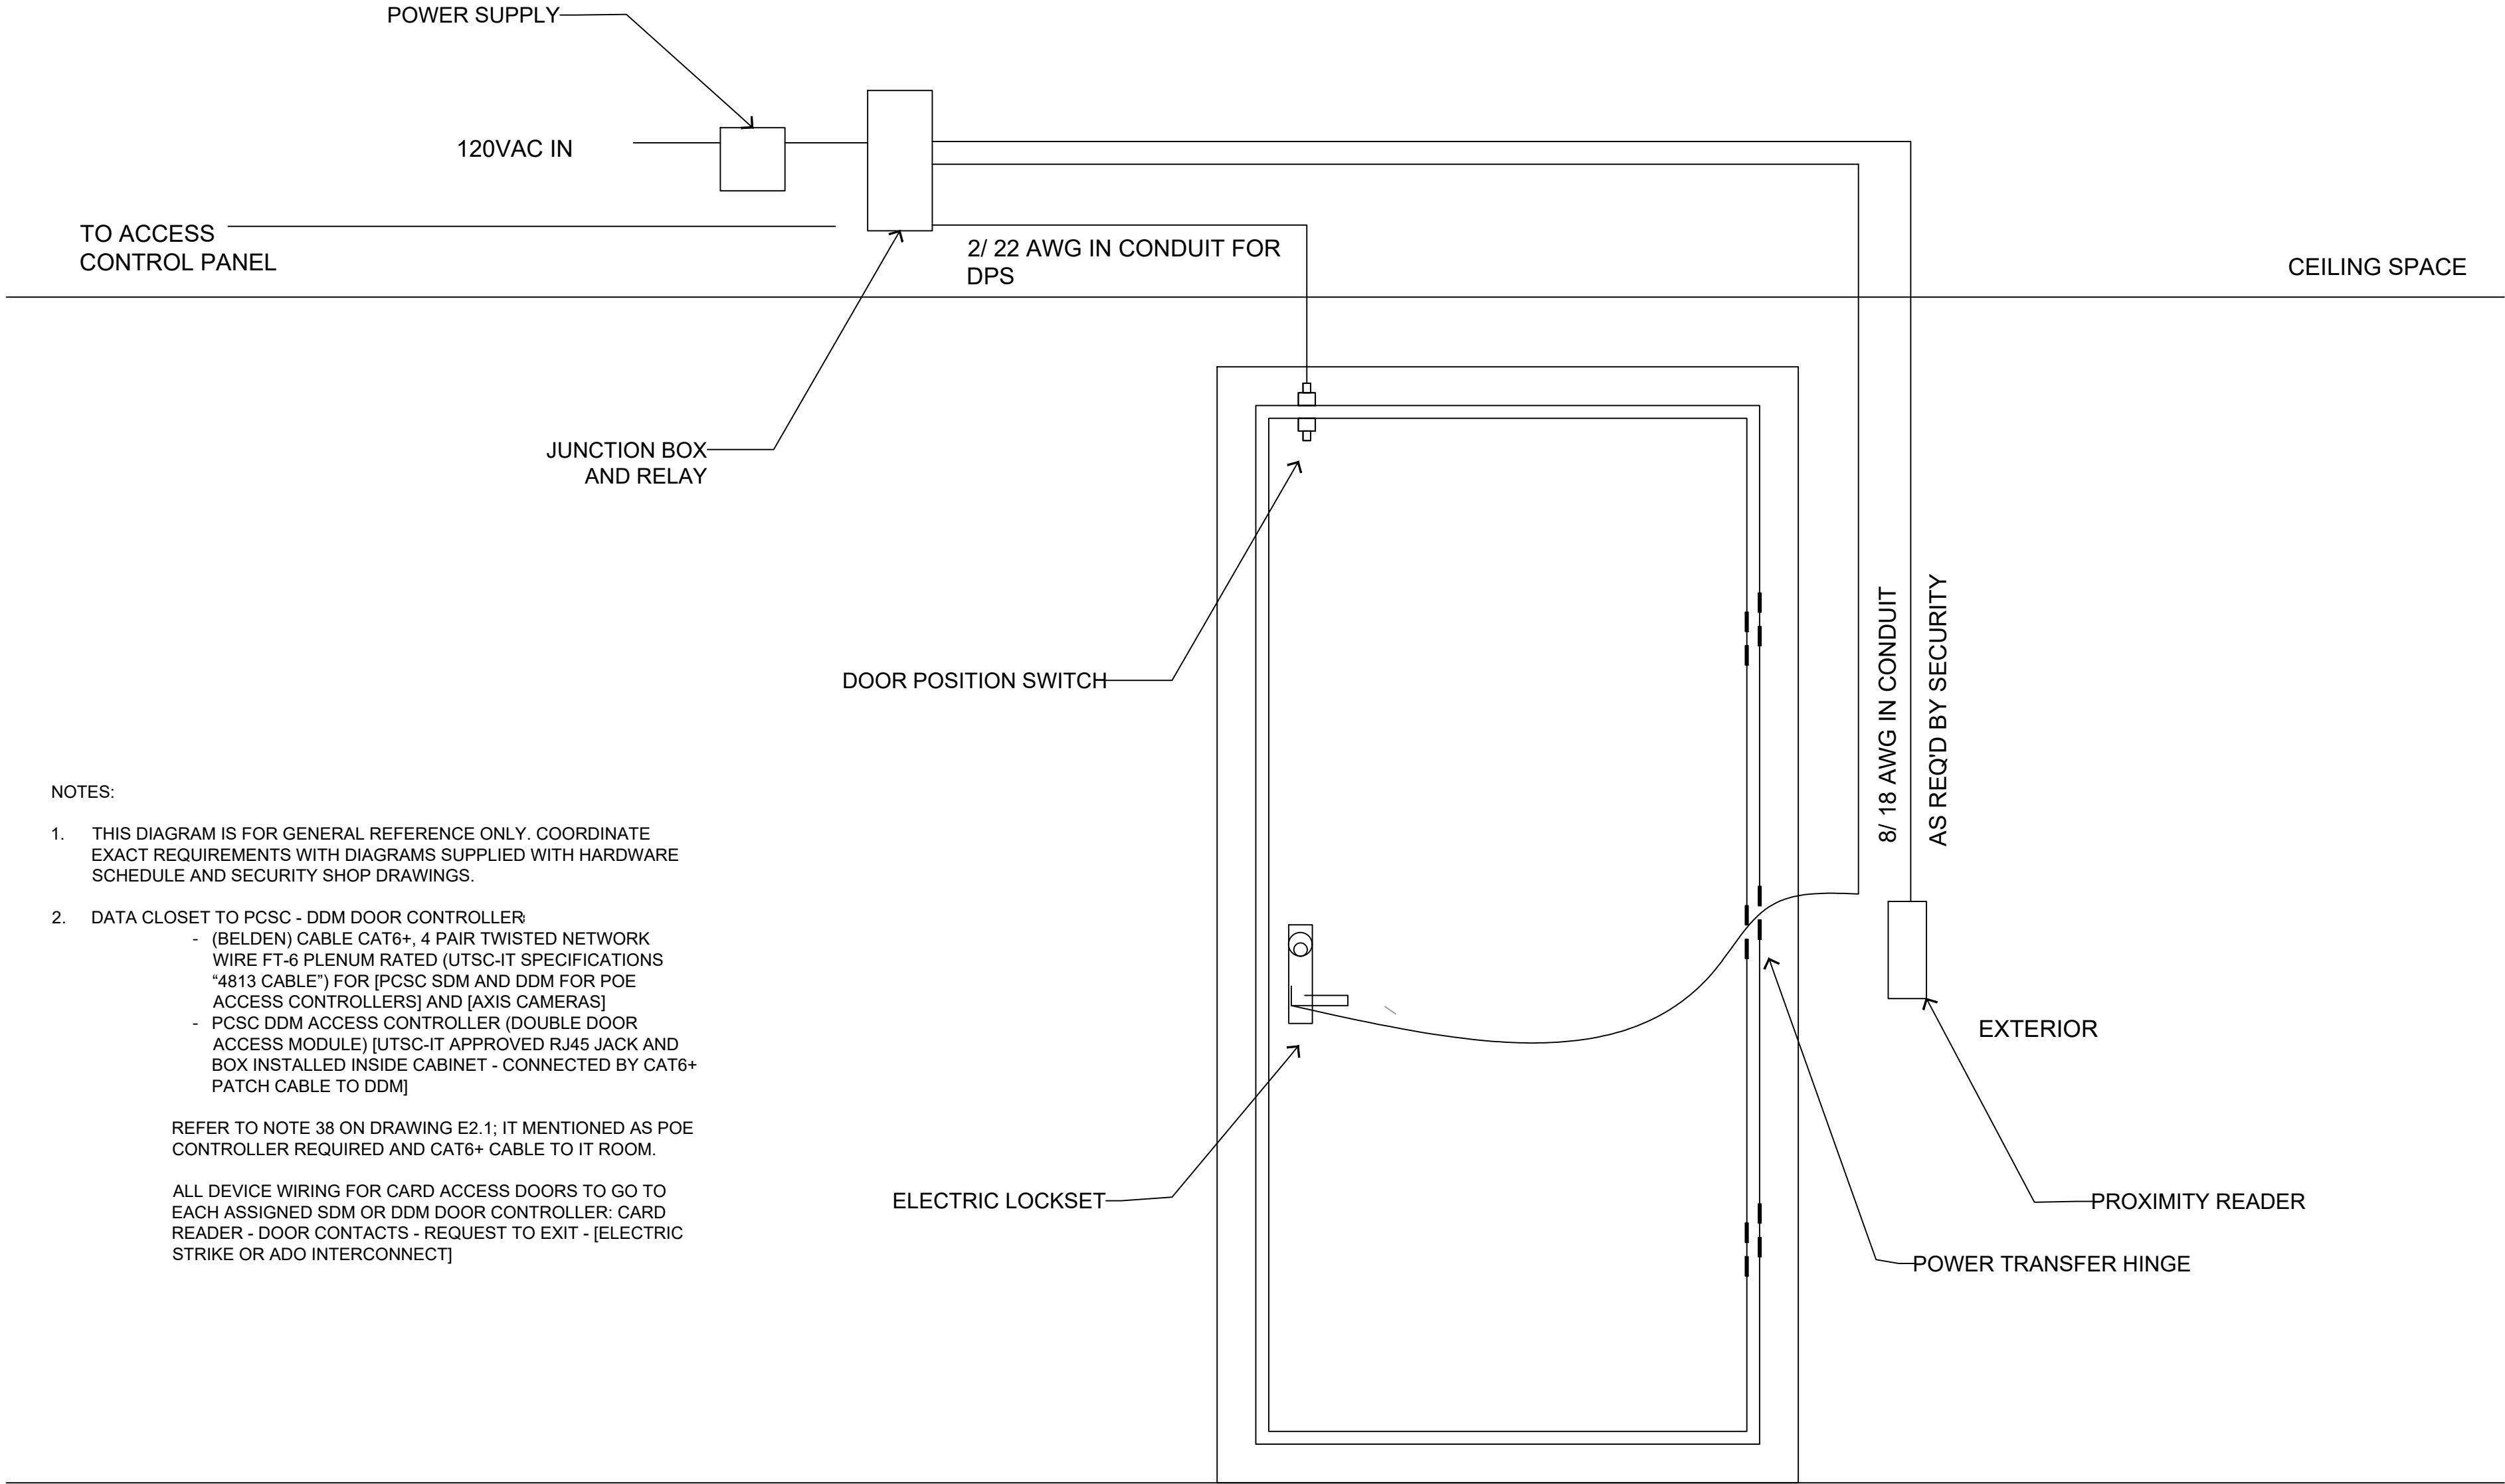 POWER SUPPLY
120VAC IN
TO ACCESS
CONTROL PANEL
2/ 22 AWG IN CONDUIT FOR
DPS
CEILING SPACE
JUNCTION BOX
AND RELAY
DOOR POSITION SWITCH
8/ 18 AWG IN CONDUIT
AS REQ'D BY SECURITY
NOTES:
1. THIS DIAGRAM IS FOR GENERAL REFERENCE ONLY. COORDINATE
EXACT REQUIREMENTS WITH DIAGRAMS SUPPLIED WITH HARDWARE
SCHEDULE AND SECURITY SHOP DRAWINGS.
2. DATA CLOSET TO PCSC - DDM DOOR CONTROLLER:
- (BELDEN) CABLE CAT6+, 4 PAIR TWISTED NETWORK
WIRE FT-6 PLENUM RATED (UTSC-IT SPECIFICATIONS
“4813 CABLE”) FOR [PCSC SDM AND DDM FOR POE
ACCESS CONTROLLERS] AND [AXIS CAMERAS]
- PCSC DDM ACCESS CONTROLLER (DOUBLE DOOR
ACCESS MODULE) [UTSC-IT APPROVED RJ45 JACK AND
BOX INSTALLED INSIDE CABINET - CONNECTED BY CAT6+
PATCH CABLE TO DDM]
REFER TO NOTE 38 ON DRAWING E2.1; IT MENTIONED AS POE
CONTROLLER REQUIRED AND CAT6+ CABLE TO IT ROOM.
ALL DEVICE WIRING FOR CARD ACCESS DOORS TO GO TO
EACH ASSIGNED SDM OR DDM DOOR CONTROLLER: CARD
READER - DOOR CONTACTS - REQUEST TO EXIT - [ELECTRIC
STRIKE OR ADO INTERCONNECT]
EXTERIOR
ELECTRIC LOCKSET
PROXIMITY READER
POWER TRANSFER HINGE